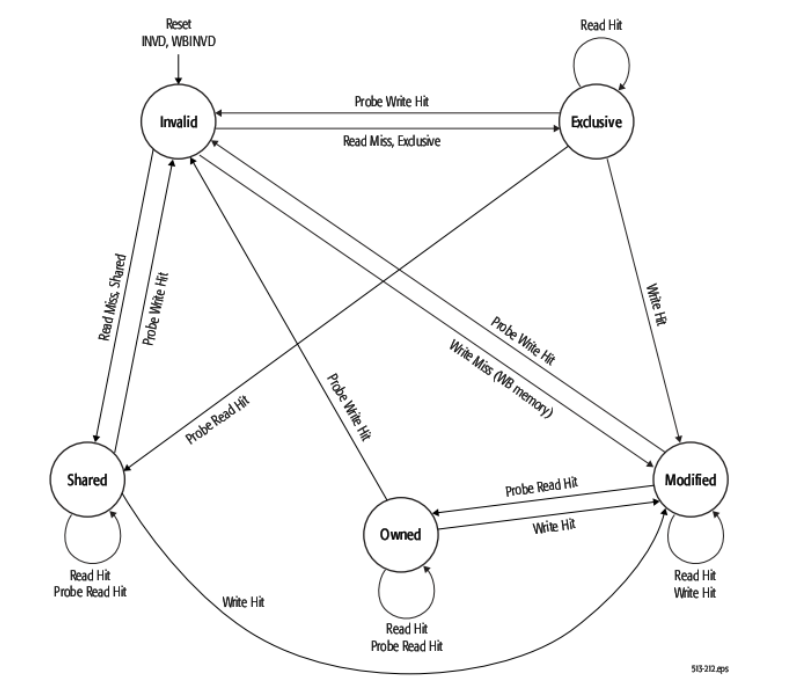 Reset
INVD, WBINVD
Read Hit
Invalid
Probe Write Hit
Exclusive
Read Miss, Exclusive
Read Miss, Shared
Probe Write Hit
Write Hit
Probe Write Hit
Write Miss (WB memory)
Probe Write Hit
Probe Read Hit
Shared
Probe Read Hit
Modified
Owned
Write Hit
Read Hit
Probe Read Hit
Write Hit
Read Hit
Probe Read Hit
Read Hit
Write Hit
513-212.eps